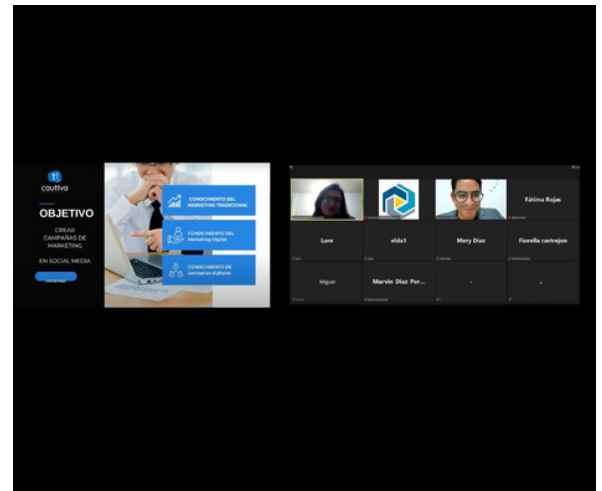 cautiva
OBJETIVO
CREAR
CAMPAÑAS DE
MARKETING
EN SOCIAL MEDIA
CONOCIMIENTO DEL
MARKETING TRADICIONAL
CONOCIMIENTO DEL
Marketing Digital
CONOCIMIENTO DE
campañas digitales
Fátima Rojas
Lore
elda1
Mery Diaz
Fiorella castrejon
Miguel
Marvin Diaz Por...